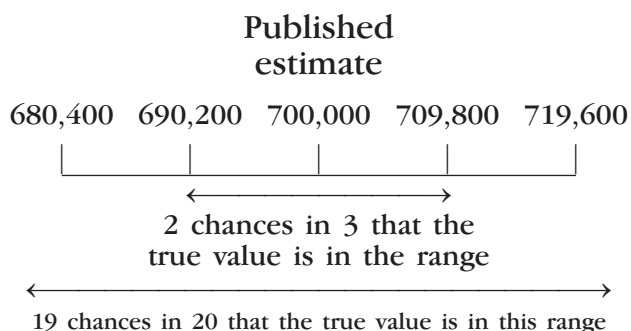 Published
estimate
680,400 690,200 700,000 709,800 719,600
2 chances in 3 that the
true value is in the range
19 chances in 20 that the true value is in this range